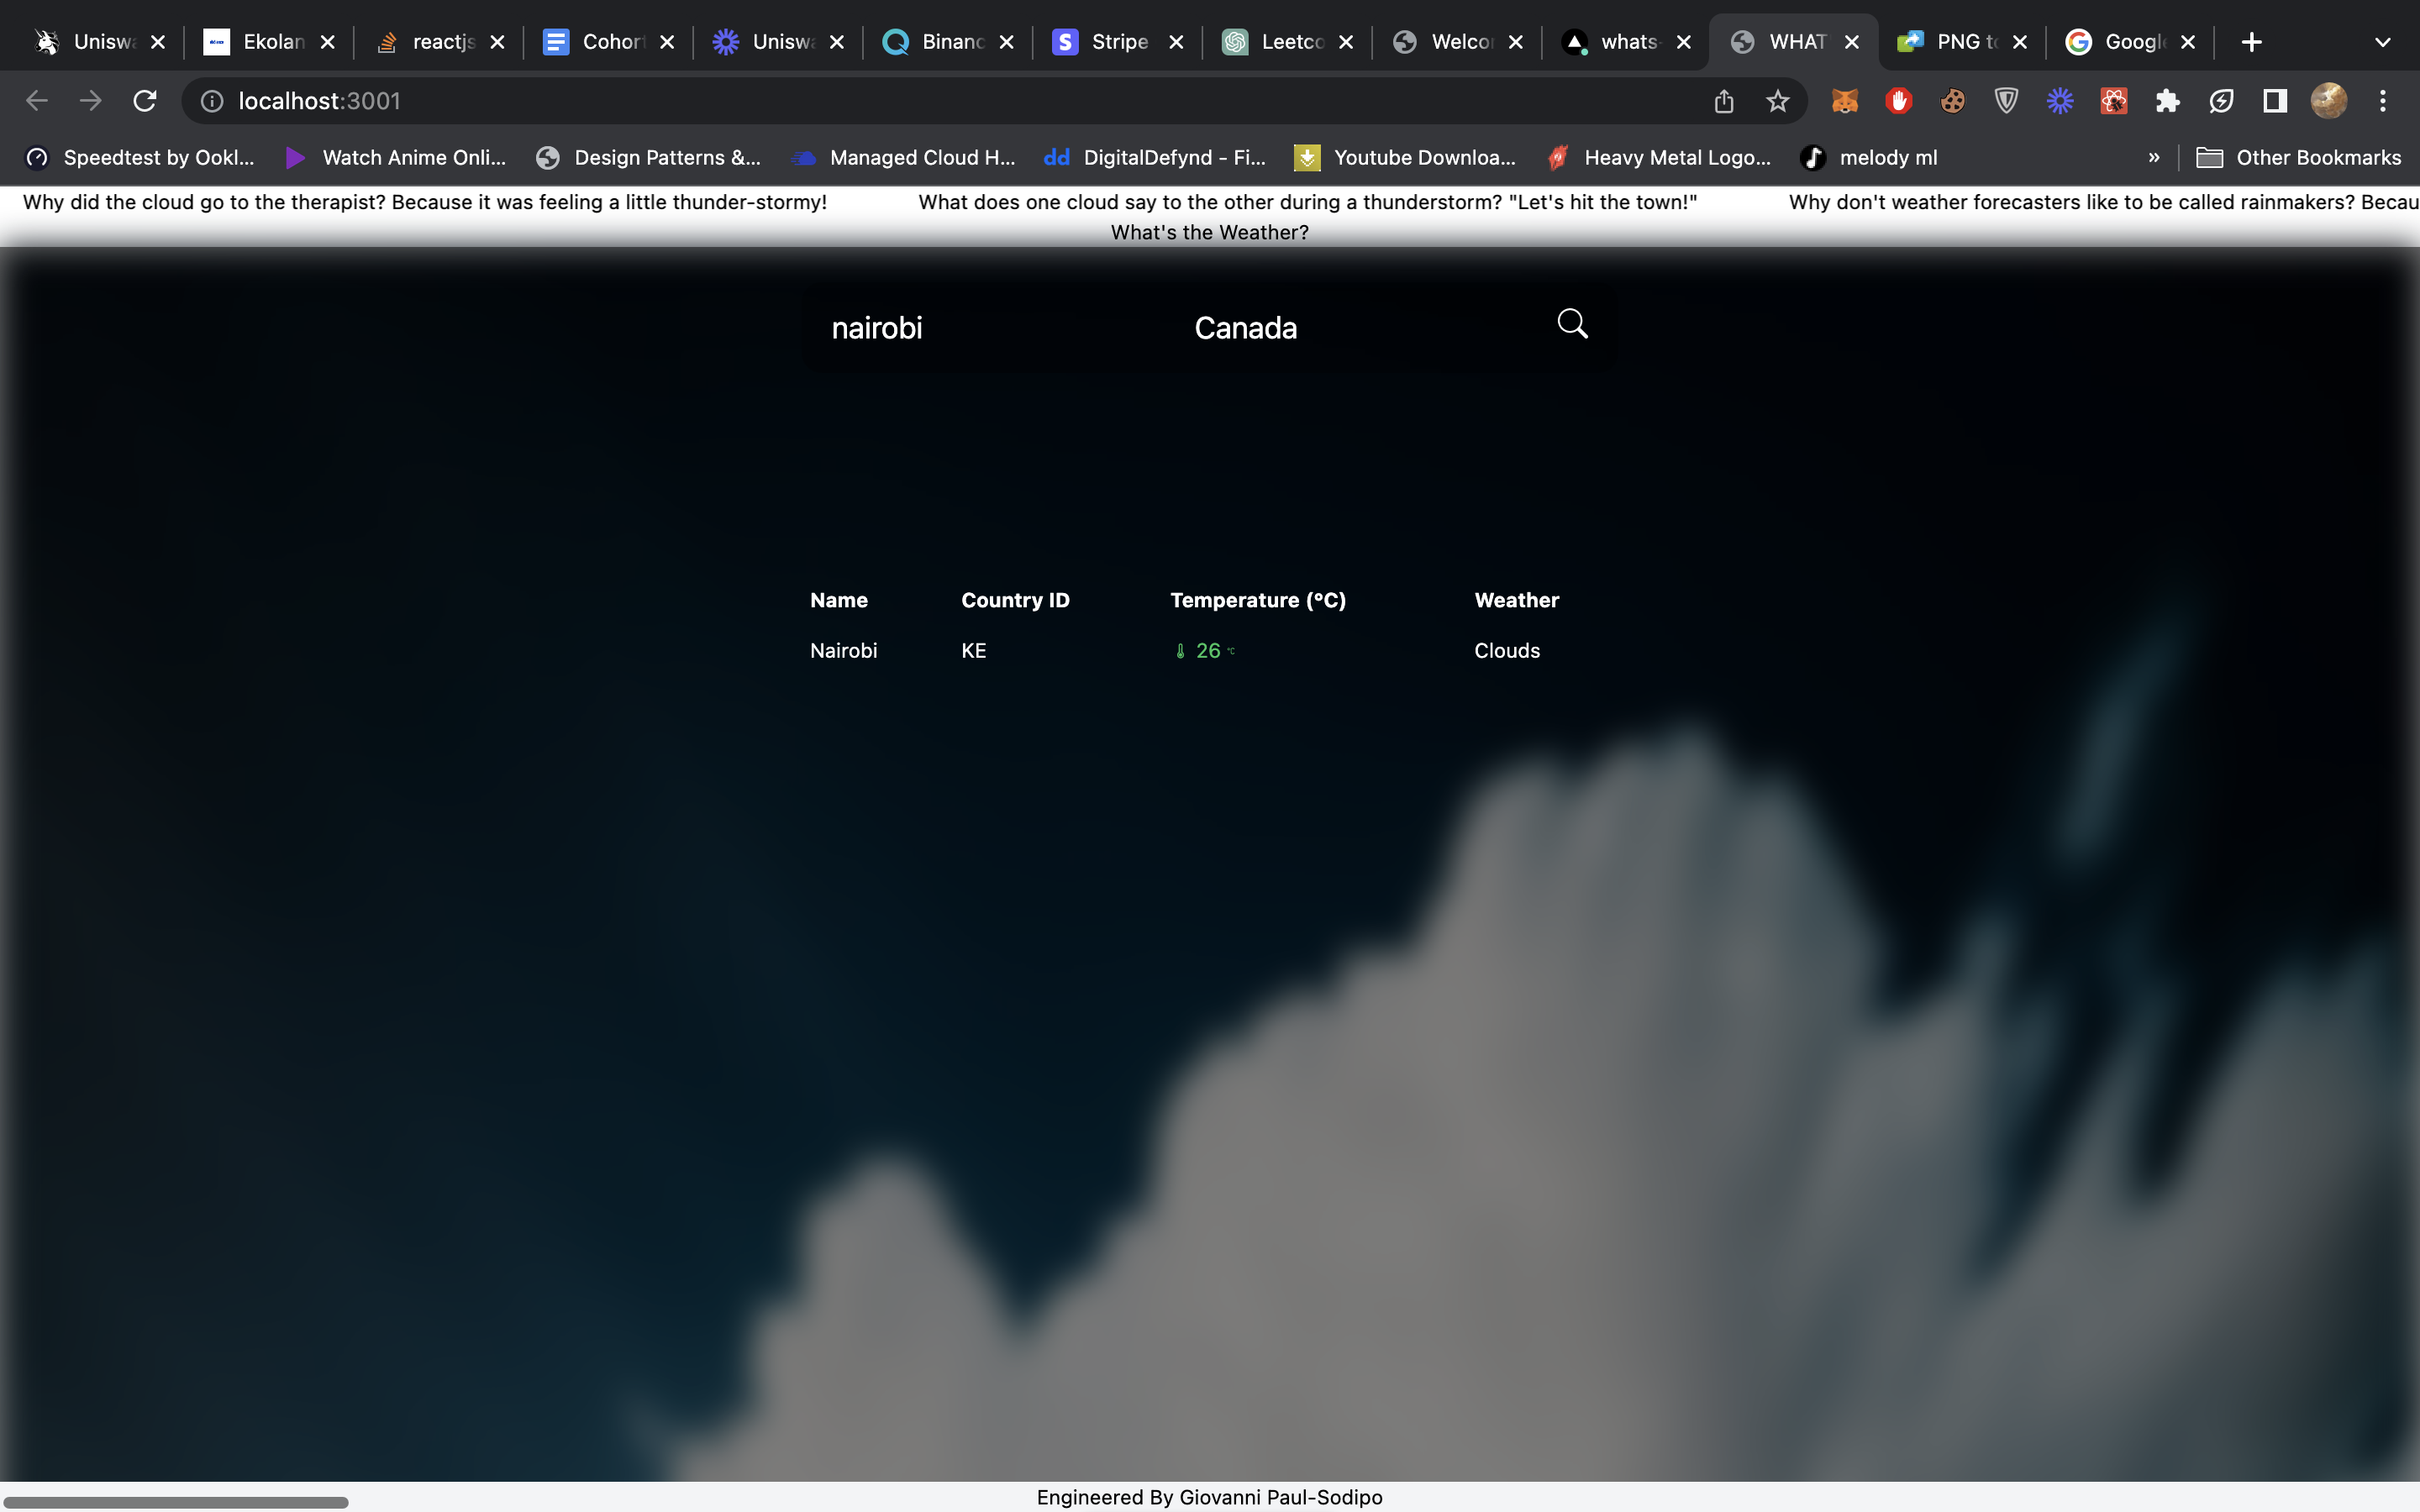 Unisw
Ekolan
reactjs
Cohor
Unisw
Binanc
Stripe
Leetco
Welco
whats-
WHAT
PNG t
Googl
localhost:3001
Speedtest by Ookl...
Watch Anime Onli...
Design Patterns &...
Managed Cloud H...
dd DigitalDefynd - Fi...
Youtube Downloa...
Heavy Metal Logo...
melody ml
»
Other Bookmarks
Why did the cloud go to the therapist? Because it was feeling a little thunder-stormy!
What does one cloud say to the other during a thunderstorm? "Let's hit the town!"
Why don't weather forecasters like to be called rainmakers? Becau
What's the Weather?
nairobi
Canada
Name Country ID Temperature (°C) Weather
Nairobi KE 26 °C Clouds
Engineered By Giovanni Paul-Sodipo